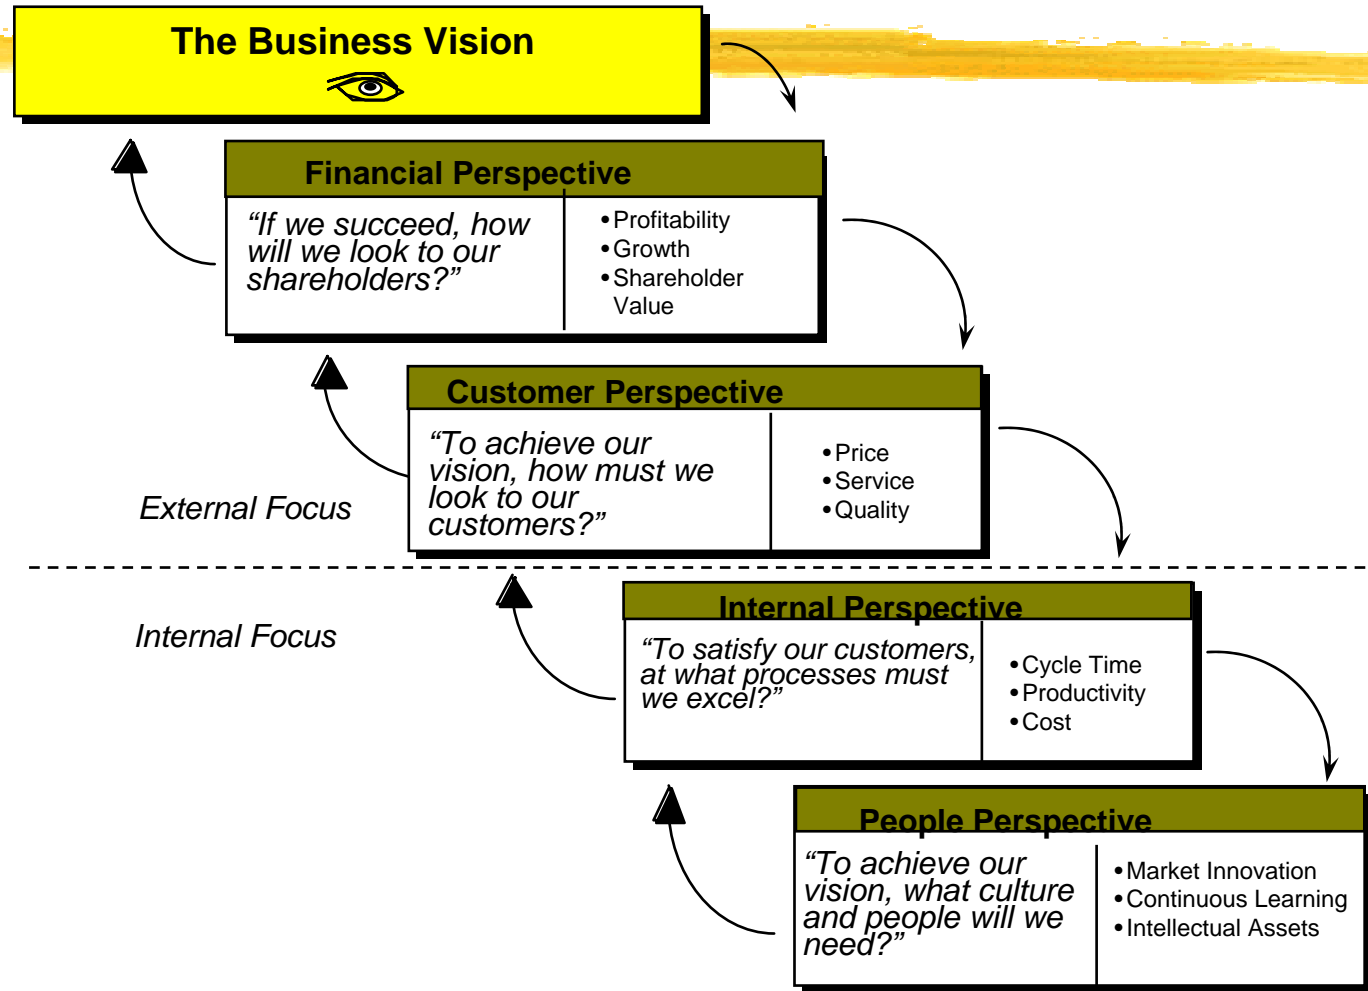 The Business Vision
Financial Perspective
“If we succeed, how
will we look to our
shareholders?”
•Profitability
•Growth
•Shareholder
Value
Customer Perspective
“To achieve our
vision, how must we
look to our
customers?”
•Price
•Service
•Quality
External Focus
Internal Focus
Internal Perspective
“To satisfy our customers,
at what processes must
we excel?”
•Cycle Time
•Productivity
•Cost
People Perspective
“To achieve our
vision, what culture
and people will we
need?”
•Market Innovation
•Continuous Learning
•Intellectual Assets